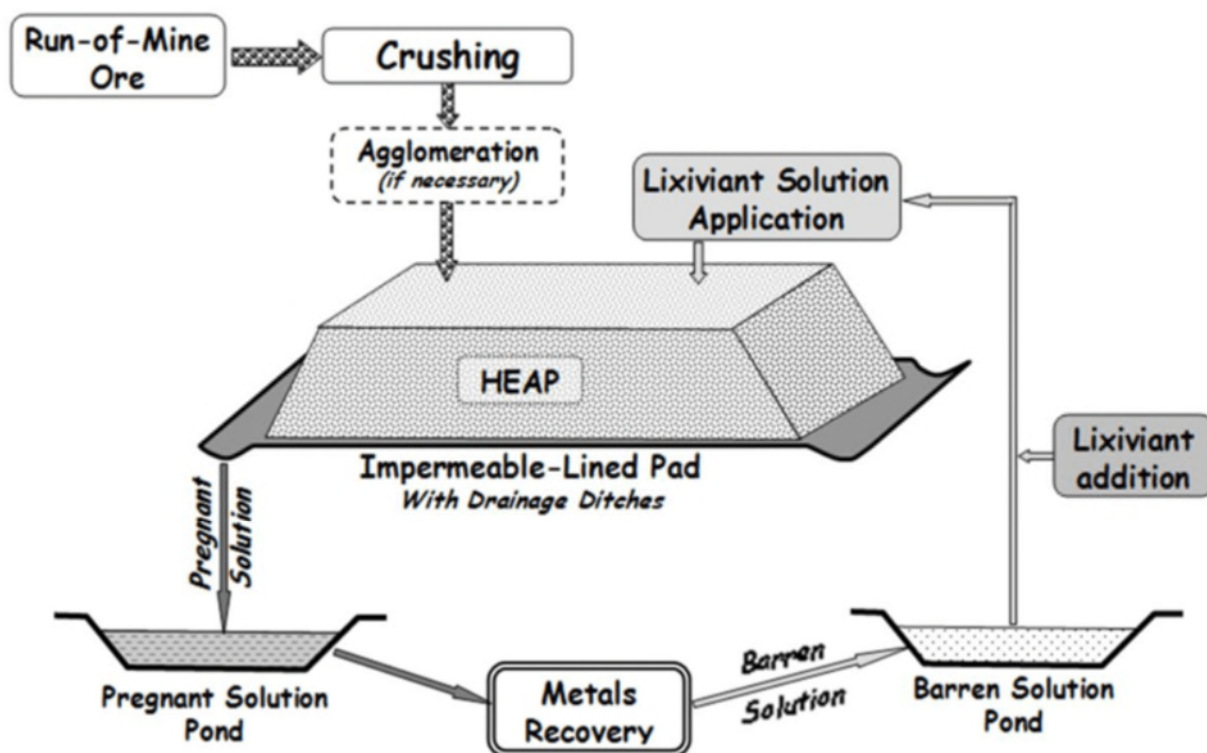 Run-of-Mine
Ore
Crushing
Agglomeration
(if necessary)
Lixiviant Solution
Application
HEAP
Impermeable-Lined Pad
With Drainage Ditches
Lixiviant
addition
Pregnant
Solution
Pregnant Solution
Pond
Metals
Recovery
Barren
Solution
Barren Solution
Pond